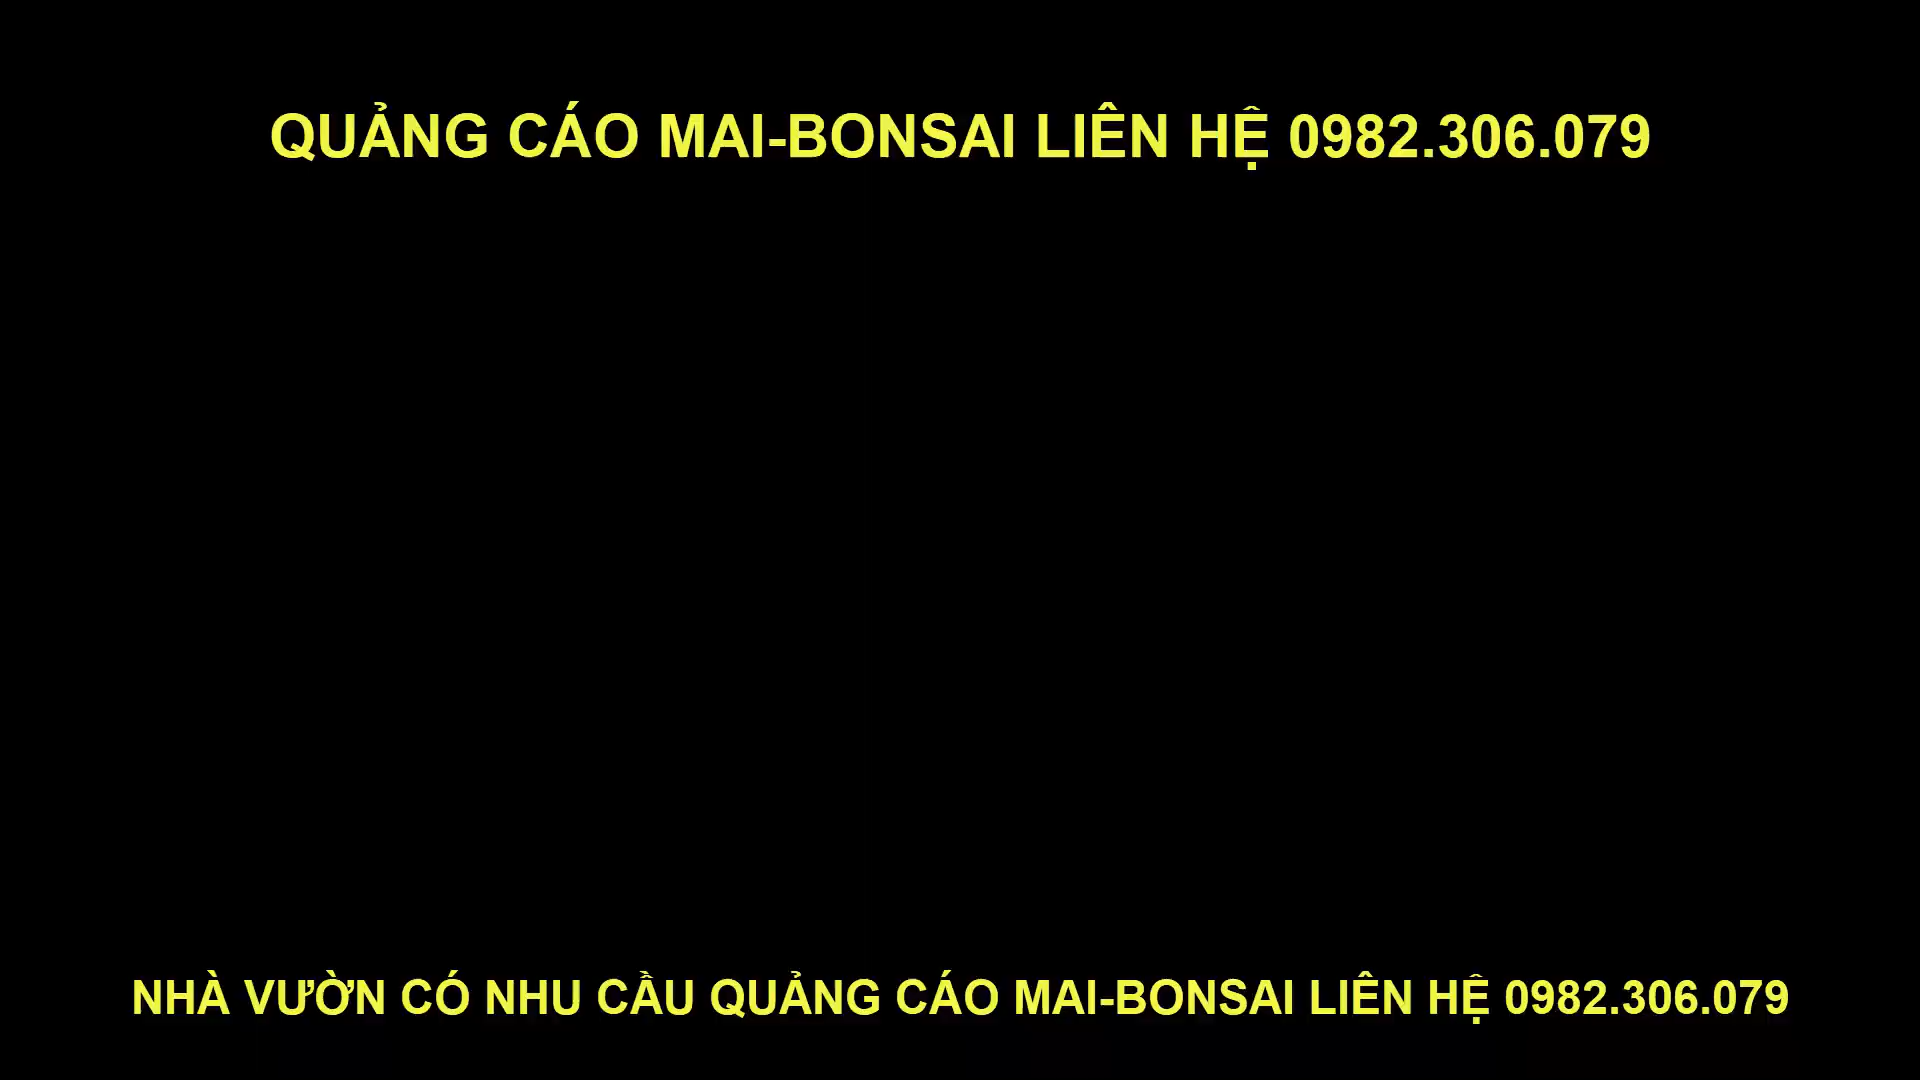 QUẢNG CÁO MAI-BONSAI LIÊN HỆ 0982.306.079
NHÀ VƯỜN CÓ NHU CẦU QUẢNG CÁO MAI-BONSAI LIÊN HỆ 0982.306.079